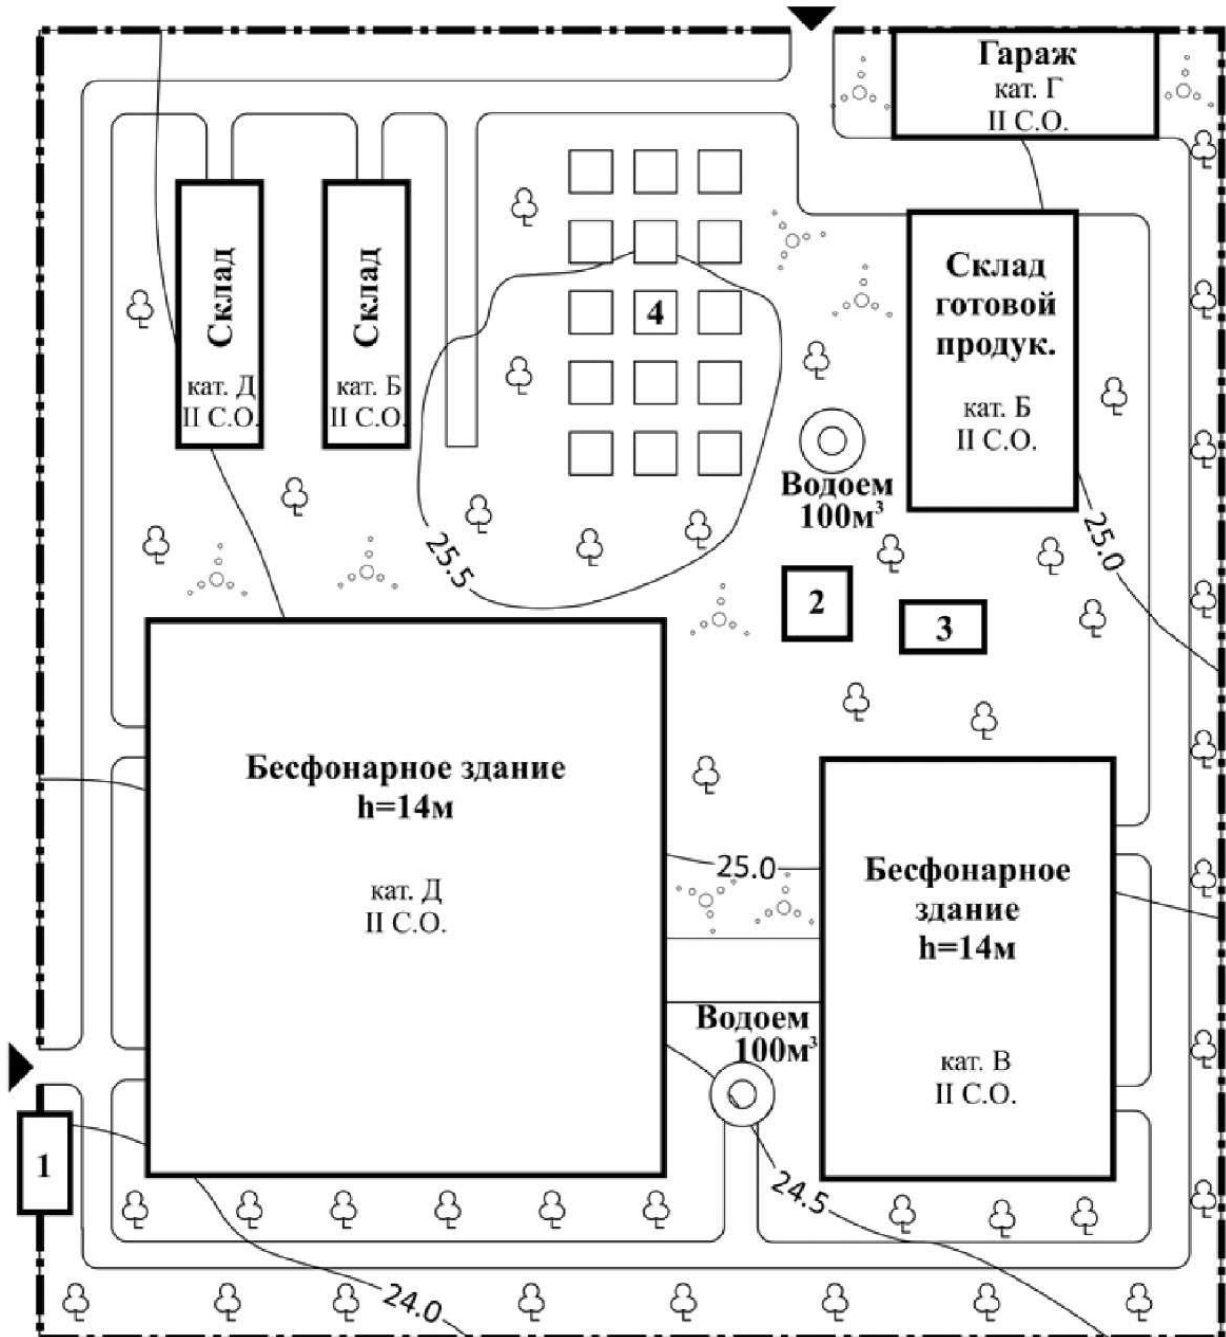 Гараж
кат. Г
II С.О.
Склад
кат. Д
II С.О.
Склад
кат. Б
II С.О.
4
Склад
готовой
продук.
кат. Б
II С.О.
Водоем
100м³
25.5
25.0
2
3
Бесфонарное здание
h=14м
кат. Д
II С.О.
25.0
Бесфонарное
здание
h=14м
кат. В
II С.О.
Водоем
100м³
1
24.5
24.0